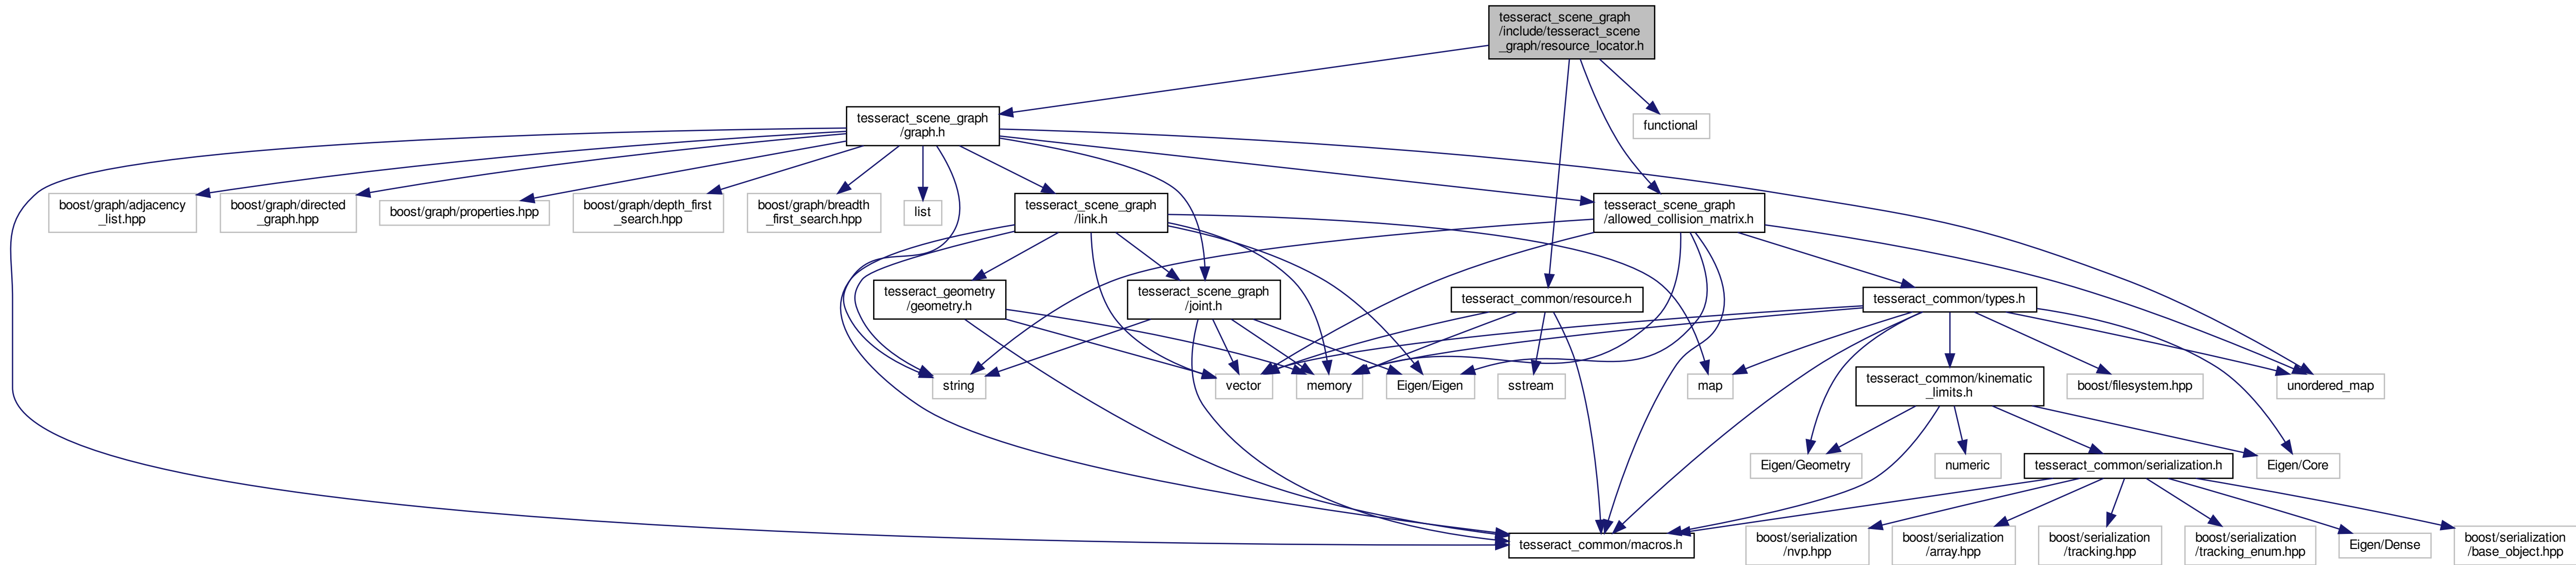 tesseract_scene_graph
/include/tesseract_scene
_graph/resource_locator.h
tesseract_scene_graph
/graph.h
functional
boost/graph/adjacency
_list.hpp
boost/graph/directed
_graph.hpp
boost/graph/properties.hpp
boost/graph/depth_first
_search.hpp
boost/graph/breadth
_first_search.hpp
list
tesseract_scene_graph
/link.h
tesseract_scene_graph
/allowed_collision_matrix.h
tesseract_geometry
/geometry.h
tesseract_scene_graph
/joint.h
tesseract_common/resource.h
tesseract_common/types.h
string
vector
memory
Eigen/Eigen
sstream
map
tesseract_common/kinematic
_limits.h
boost/filesystem.hpp
unordered_map
Eigen/Geometry
numeric
tesseract_common/serialization.h
Eigen/Core
tesseract_common/macros.h
boost/serialization
/nvp.hpp
boost/serialization
/array.hpp
boost/serialization
/tracking.hpp
boost/serialization
/tracking_enum.hpp
Eigen/Dense
boost/serialization
/base_object.hpp